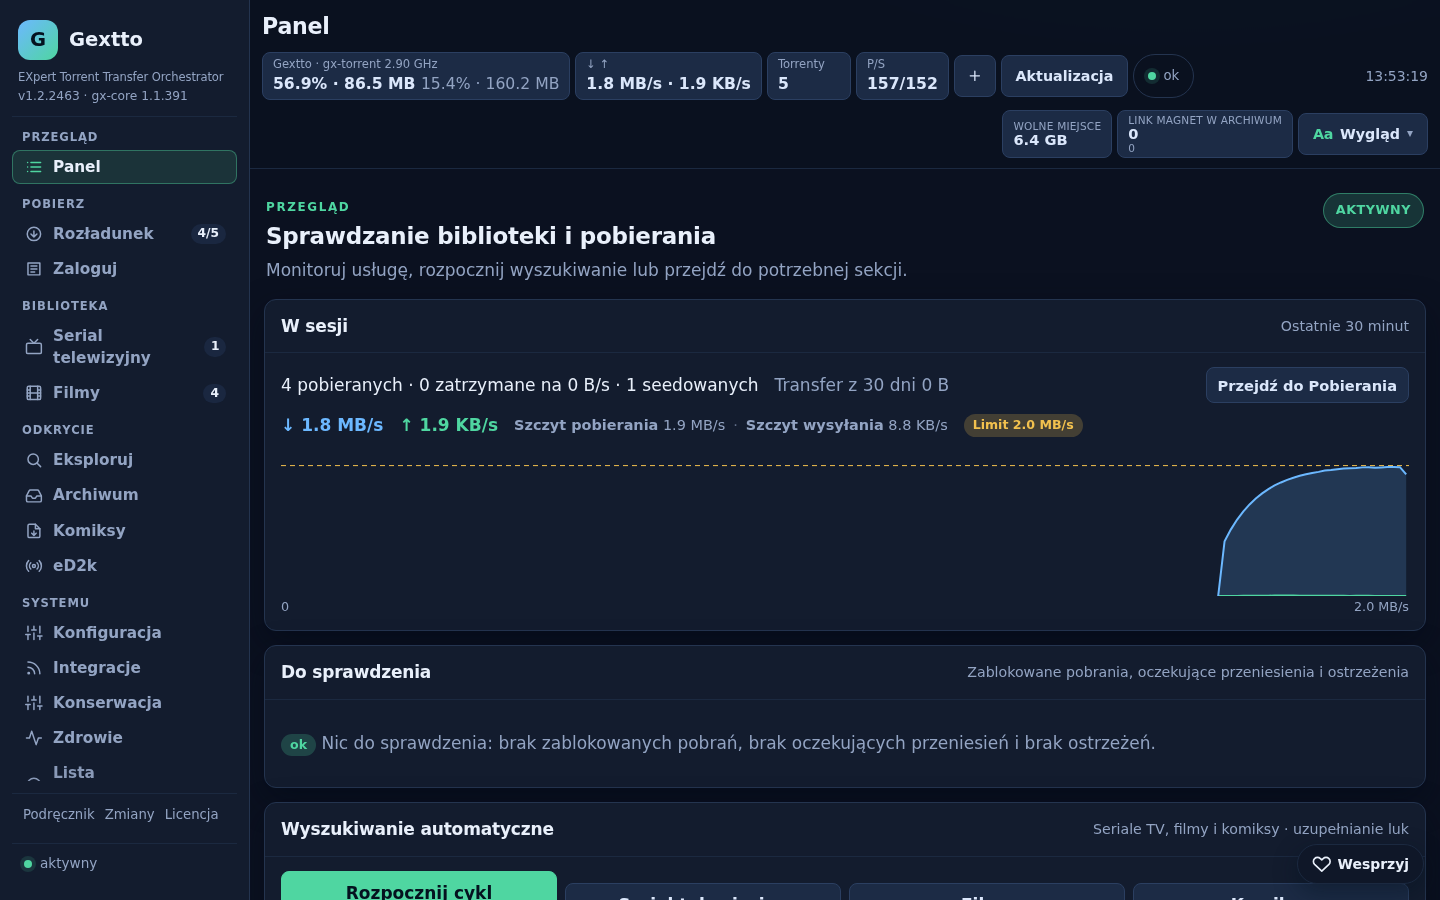 G Gextto
EXpert Torrent Transfer Orchestrator
v1.2.2463 · gx-core 1.1.391
PRZEGLĄD
Panel
POBIERZ
Rozładunek 4/5
Zaloguj
BIBLIOTEKA
Serial
telewizyjny 1
Filmy 4
ODKRYCIE
Eksploruj
Archiwum
Komiksy
eD2k
SYSTEMU
Konfiguracja
Integracje
Konserwacja
Zdrowie
Lista
Podręcznik Zmiany Licencja
aktywny
Panel
Gextto · gx-torrent 2.90 GHz
56.9% · 86.5 MB 15.4% · 160.2 MB
↓ ↑
1.8 MB/s · 1.9 KB/s
Torrenty
5
P/S
157/152
+
Aktualizacja
ok
13:53:19
WOLNE MIEJSCE
6.4 GB
LINK MAGNET W ARCHIWUM
0
0
Aa Wygląd ▾
PRZEGLĄD
AKTYWNY
Sprawdzanie biblioteki i pobierania
Monitoruj usługę, rozpocznij wyszukiwanie lub przejdź do potrzebnej sekcji.
W sesji
Ostatnie 30 minut
4 pobieranych · 0 zatrzymane na 0 B/s · 1 seedowanych Transfer z 30 dni 0 B
Przejdź do Pobierania
↓ 1.8 MB/s ↑ 1.9 KB/s Szczyt pobierania 1.9 MB/s · Szczyt wysyłania 8.8 KB/s Limit 2.0 MB/s
0
2.0 MB/s
Do sprawdzenia
Zablokowane pobrania, oczekujące przeniesienia i ostrzeżenia
ok Nic do sprawdzenia: brak zablokowanych pobrań, brak oczekujących przeniesień i brak ostrzeżeń.
Wyszukiwanie automatyczne
Seriale TV, filmy i komiksy · uzupełnianie luk
Wesprzyj
Rozpocznij cykl